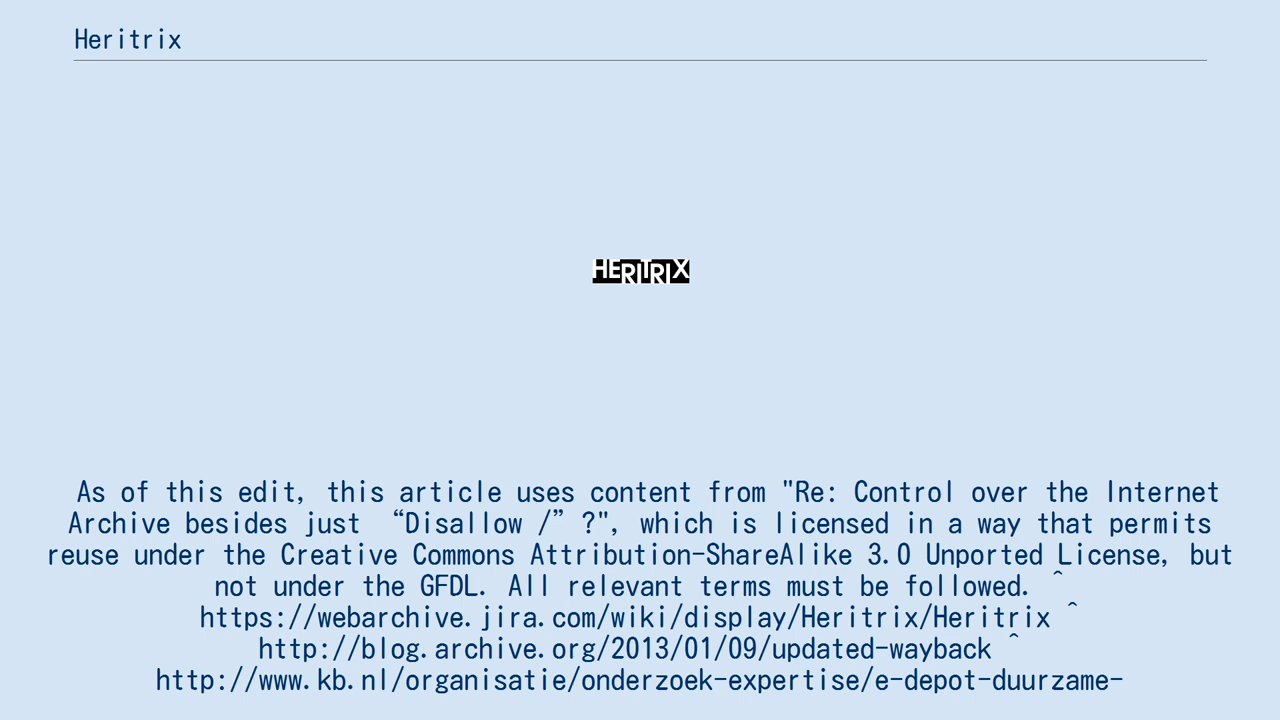 Heritrix
HERITRIX
As of this edit, this article uses content from "Re: Control over the Internet
Archive besides just “Disallow /”?", which is licensed in a way that permits
reuse under the Creative Commons Attribution-ShareAlike 3.0 Unported License, but
not under the GFDL. All relevant terms must be followed. ^
https://webarchive.jira.com/wiki/display/Heritrix/Heritrix ^
http://blog.archive.org/2013/01/09/updated-wayback ^
http://www.kb.nl/organisatie/onderzoek-expertise/e-depot-duurzame-